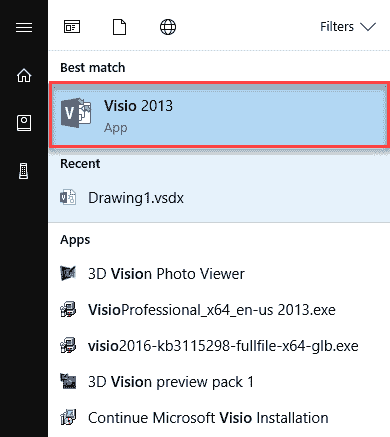 Filters
Best match
Visio 2013
App
Recent
Drawing1.vsdx
Apps
3D Vision Photo Viewer
VisioProfessional_x64_en-us 2013.exe
visio2016-kb3115298-fullfile-x64-glb.exe
3D Vision preview pack 1
Continue Microsoft Visio Installation